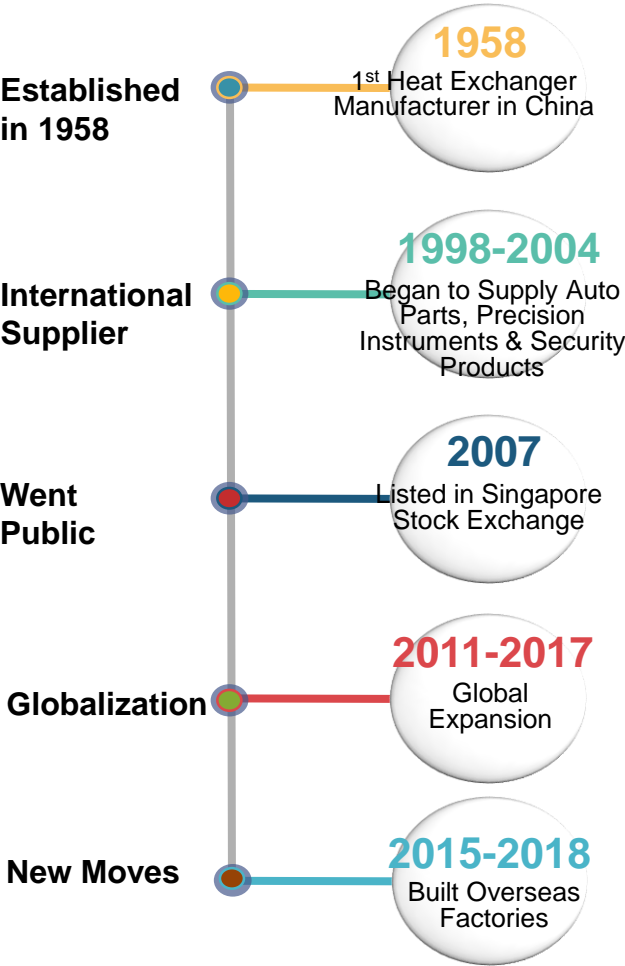 Established
in 1958
1958
1st Heat Exchanger
Manufacturer in China
International
Supplier
1998-2004
Began to Supply Auto
Parts, Precision
Instruments & Security
Products
Went
Public
2007
Listed in Singapore
Stock Exchange
Globalization
2011-2017
Global
Expansion
New Moves
2015-2018
Built Overseas
Factories